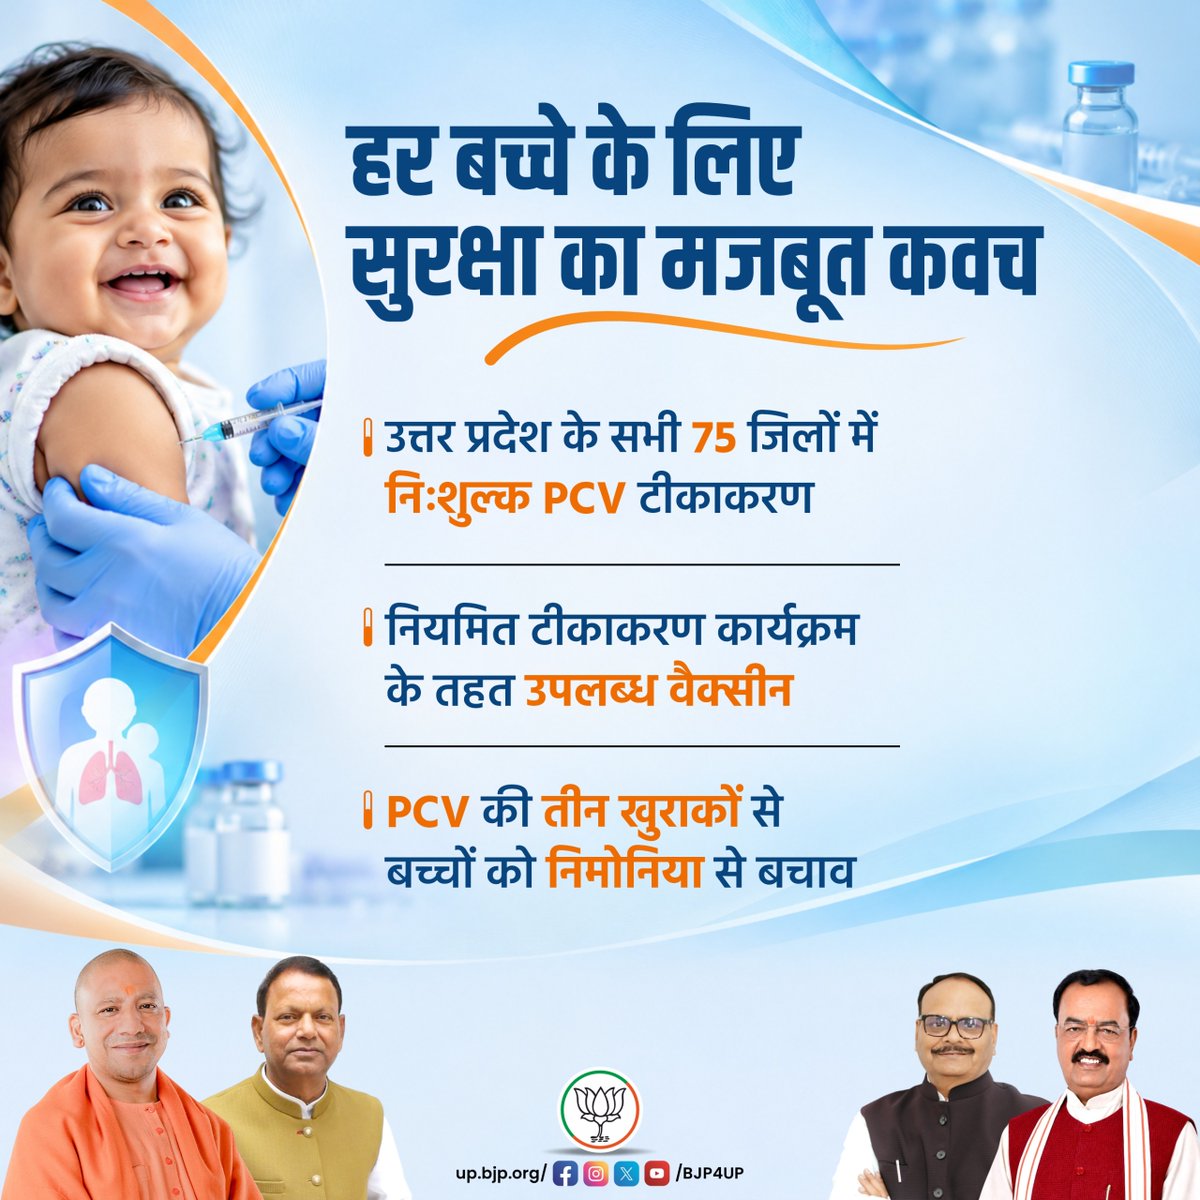 हर बच्चे के लिए
सुरक्षा का मजबूत कवच
उत्तर प्रदेश के सभी 75 जिलों में
निःशुल्क PCV टीकाकरण
नियमित टीकाकरण कार्यक्रम
के तहत उपलब्ध वैक्सीन
PCV की तीन खुराकों से
बच्चों को निमोनिया से बचाव
up.bjp.org/ /BJP4UP